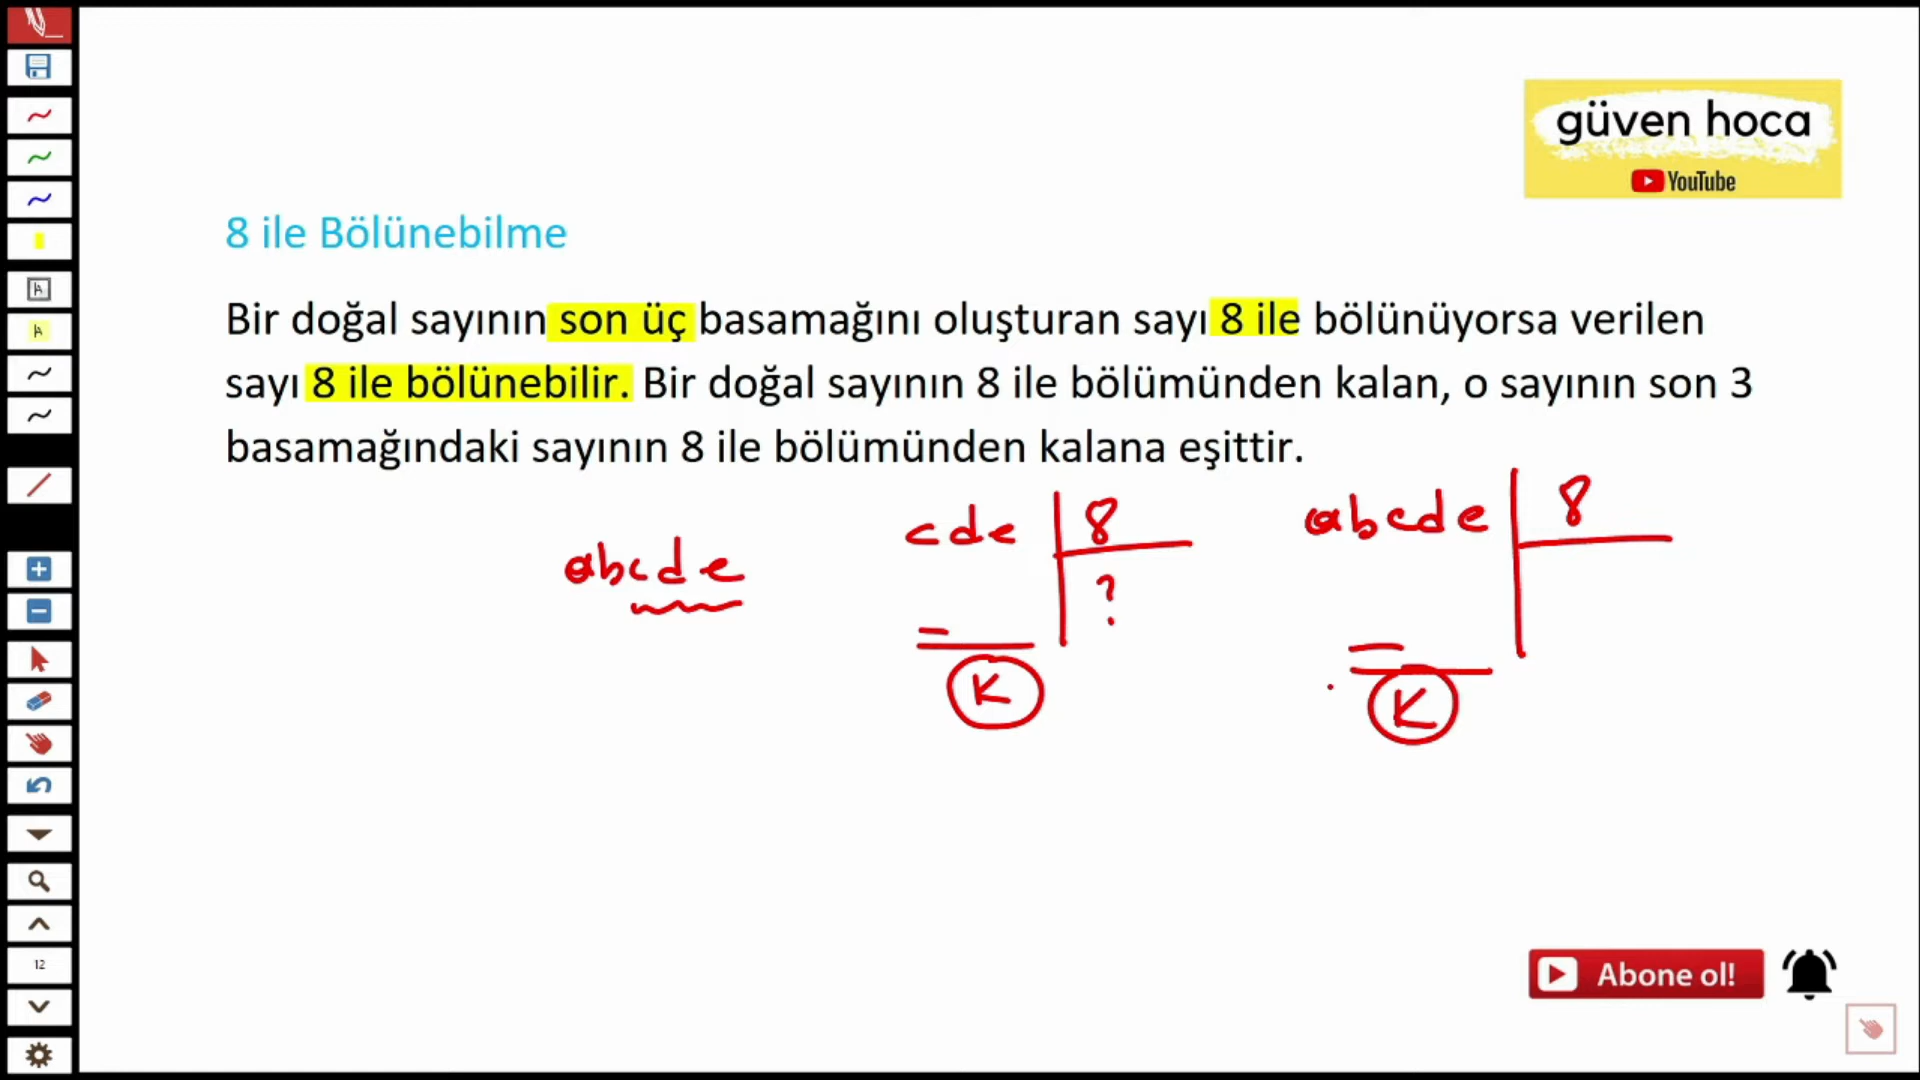 güven hoca
YouTube
8 ile Bölünebilme
Bir doğal sayının son üç basamağını oluşturan sayı 8 ile bölünüyorsa verilen
sayı 8 ile bölünebilir. Bir doğal sayının 8 ile bölümünden kalan, o sayının son 3
basamağındaki sayının 8 ile bölümünden kalana eşittir.
abcde
cde 8
?
K
abcde 8
K
12
Abone ol!